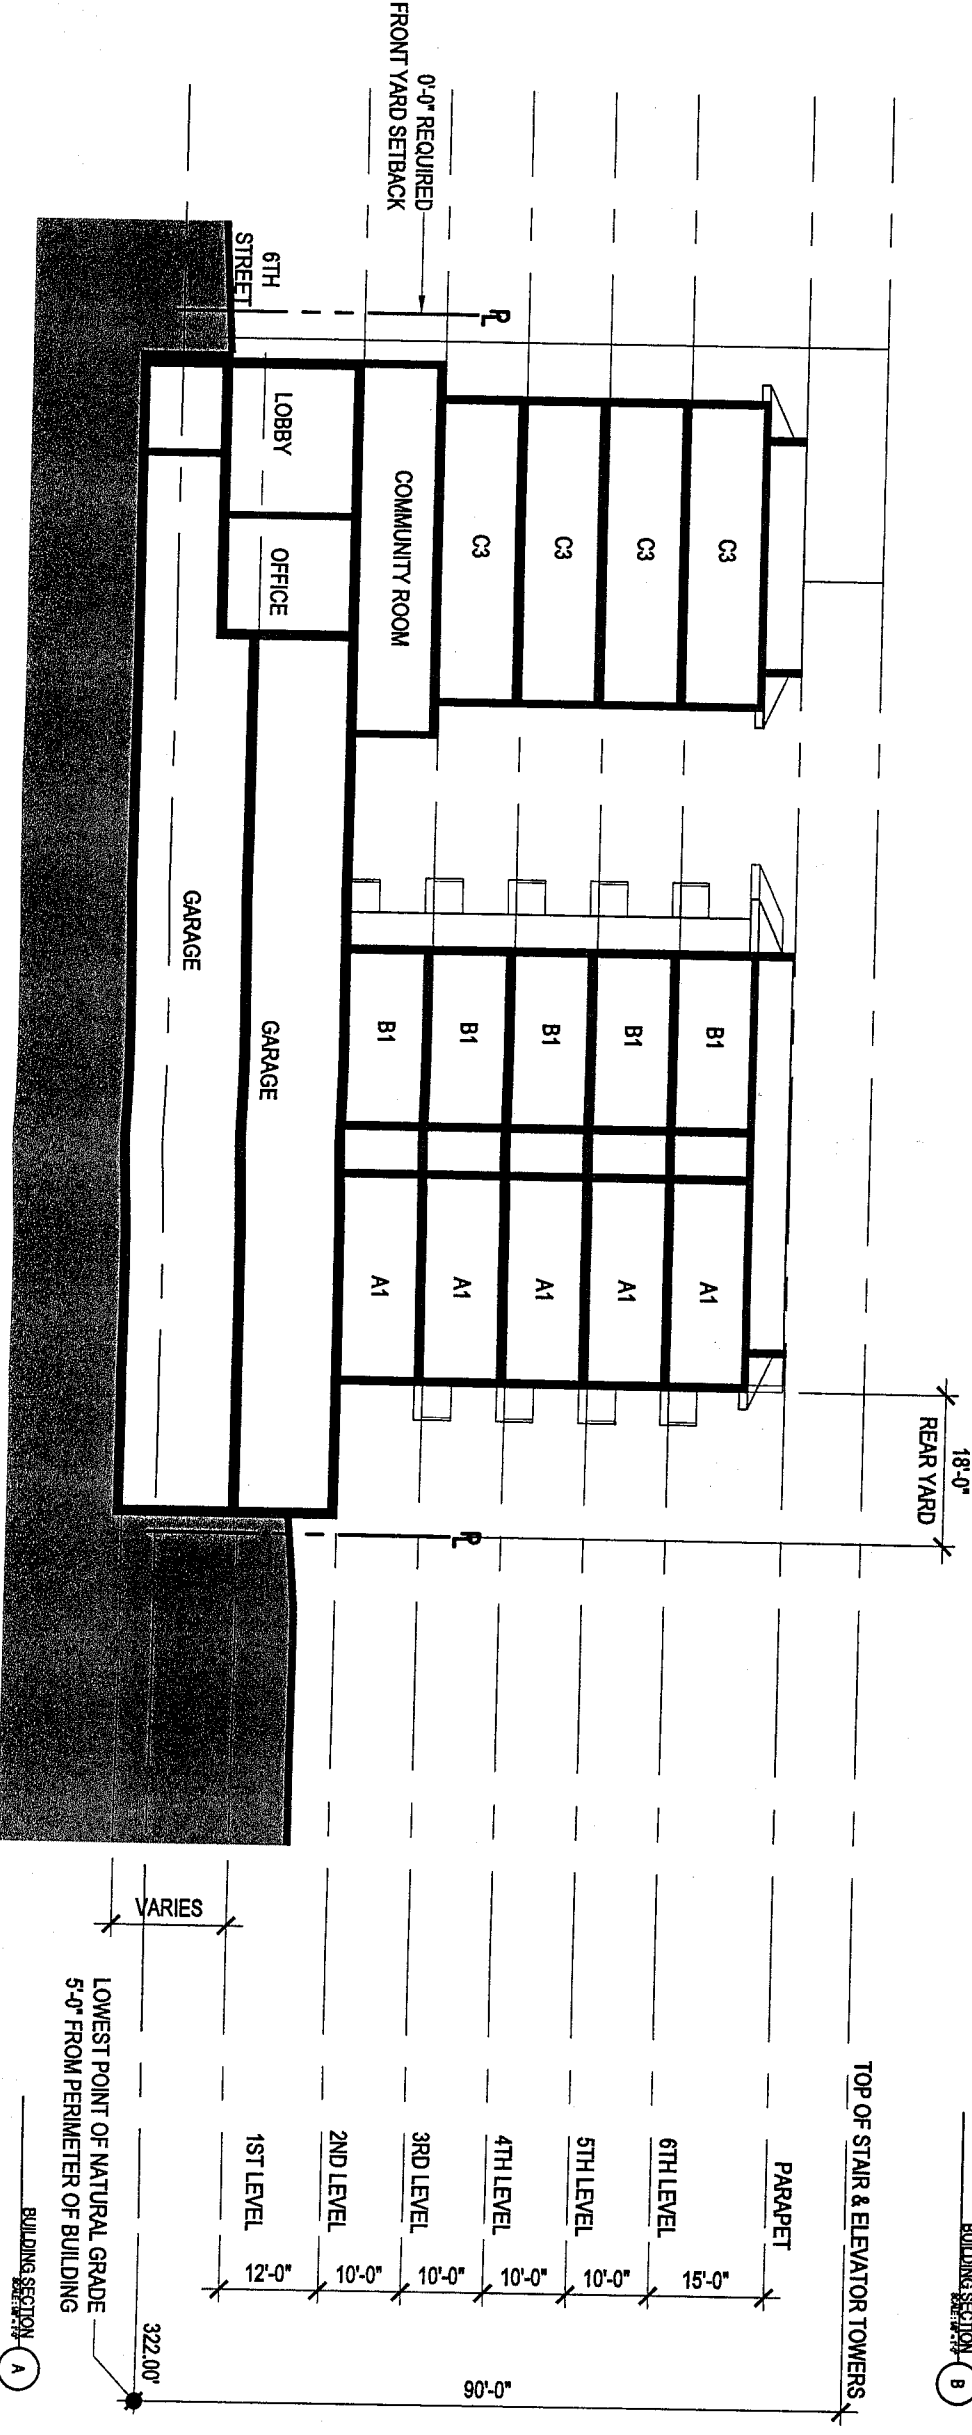 0'-0" REQUIRED
FRONT YARD SETBACK
6TH
STREET
PL
LOBBY
OFFICE
COMMUNITY ROOM
C3
C3
C3
C3
GARAGE
GARAGE
B1
B1
B1
B1
B1
A1
A1
A1
A1
A1
18'-0"
REAR YARD
PL
VARIES
TOP OF STAIR & ELEVATOR TOWERS
PARAPET
6TH LEVEL
5TH LEVEL
4TH LEVEL
3RD LEVEL
2ND LEVEL
1ST LEVEL
15'-0"
10'-0"
10'-0"
10'-0"
10'-0"
12'-0"
90'-0"
322.00'
LOWEST POINT OF NATURAL GRADE
5'-0" FROM PERIMETER OF BUILDING
BUILDING SECTION
A
BUILDING SECTION
B